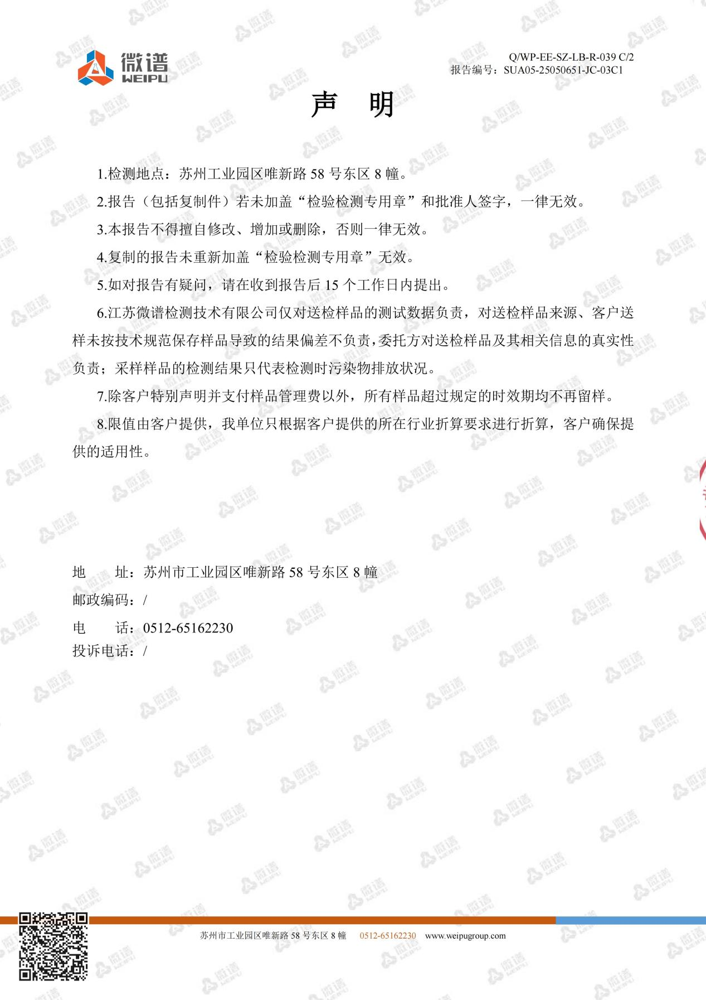 微谱
WEIPU
Q/WP-EE-SZ-LB-R-039 C/2
报告编号：SUA05-25050651-JC-03C1
声 明
1.检测地点：苏州工业园区唯新路 58 号东区 8 幢。
2.报告（包括复制件）若未加盖“检验检测专用章”和批准人签字，一律无效。
3.本报告不得擅自修改、增加或删除，否则一律无效。
4.复制的报告未重新加盖“检验检测专用章”无效。
5.如对报告有疑问，请在收到报告后 15 个工作日内提出。
6.江苏微谱检测技术有限公司仅对送检样品的测试数据负责，对送检样品来源、客户送
样未按技术规范保存样品导致的结果偏差不负责，委托方对送检样品及其相关信息的真实性
负责；采样样品的检测结果只代表检测时污染物排放状况。
7.除客户特别声明并支付样品管理费以外，所有样品超过规定的时效期均不再留样。
8.限值由客户提供，我单位只根据客户提供的所在行业折算要求进行折算，客户确保提
供的适用性。
地 址：苏州市工业园区唯新路 58 号东区 8 幢
邮政编码：/
电 话：0512-65162230
投诉电话：/
苏州市工业园区唯新路 58 号东区 8 幢 0512-65162230 www.weipugroup.com